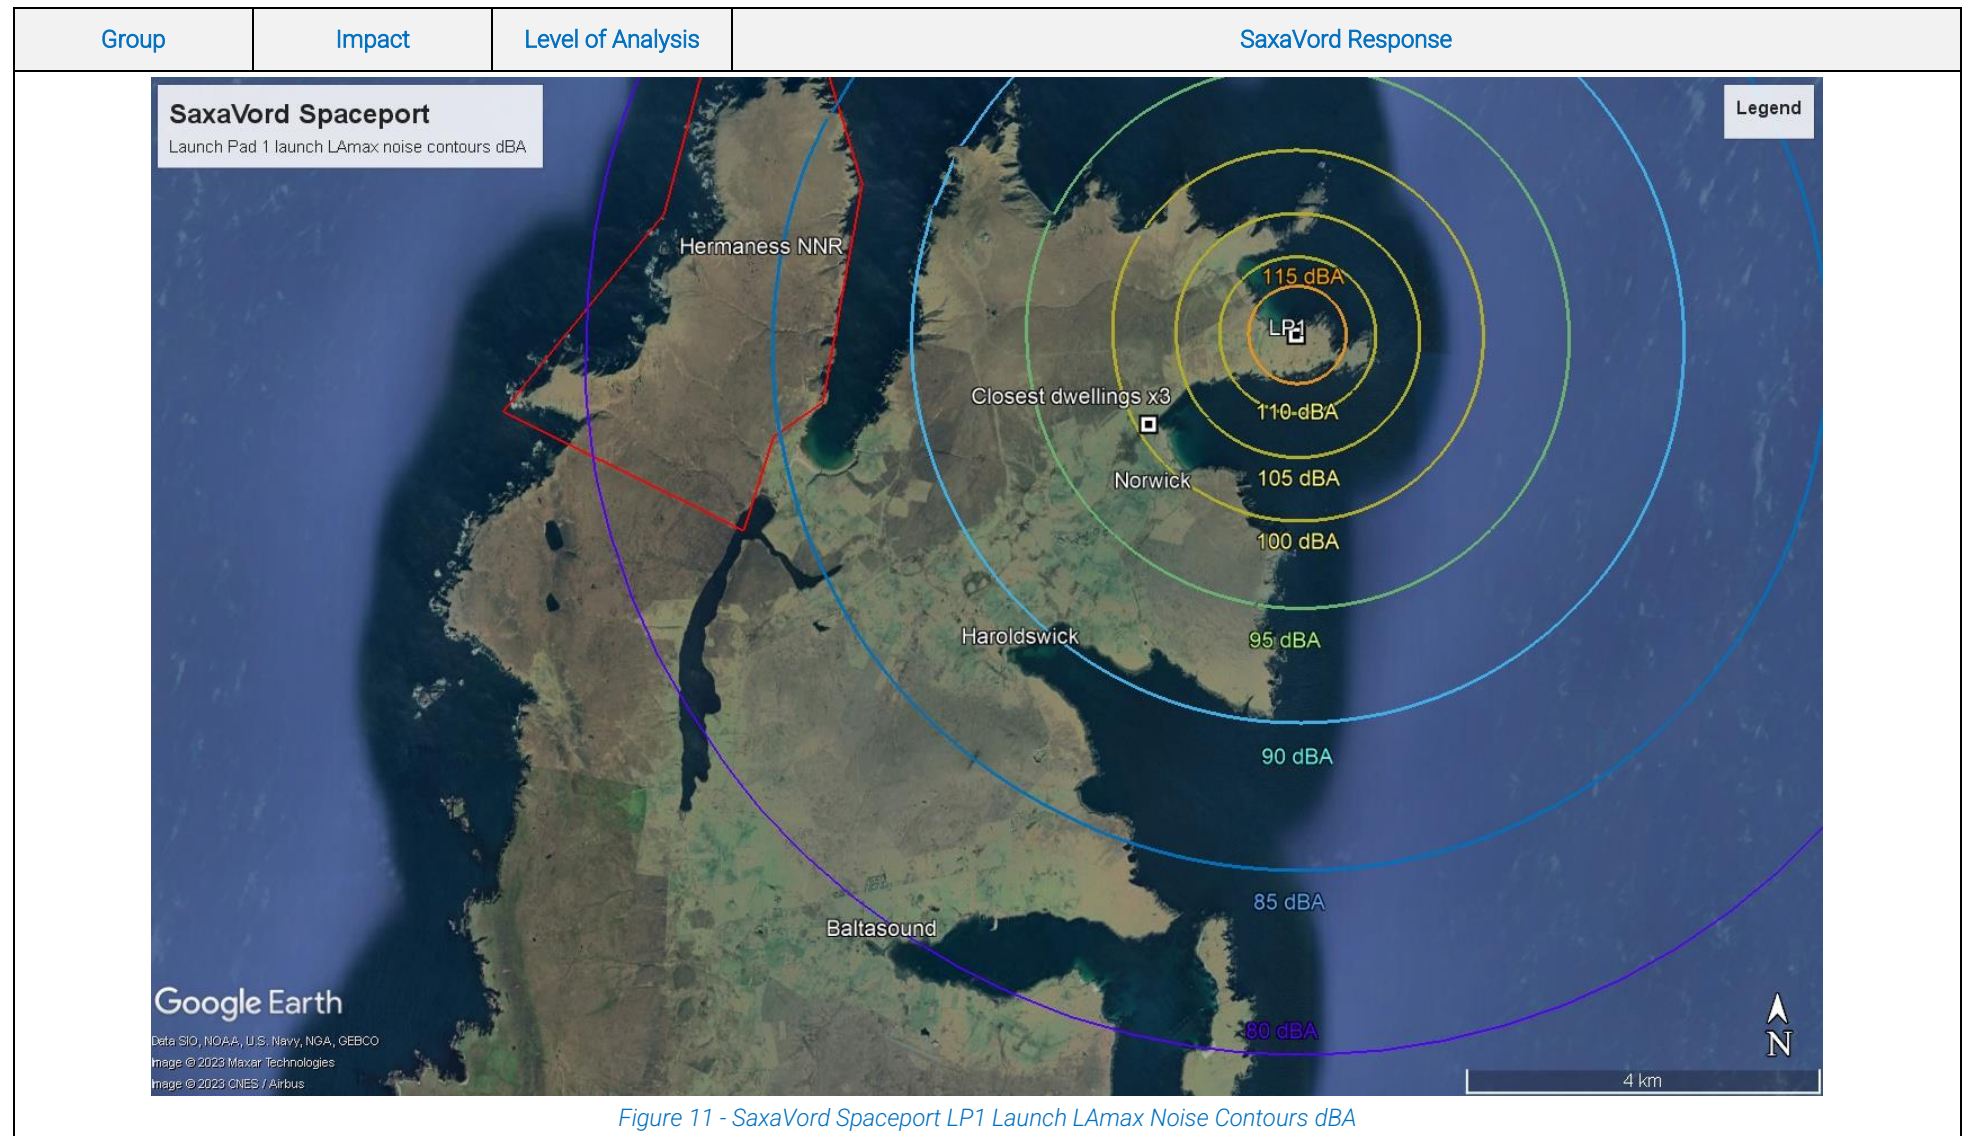 Group Impact Level of Analysis SaxaVord Response
SaxaVord Spaceport
Launch Pad 1 launch LAmax noise contours dBA
Legend
Hermaness NNR
115 dBA
LP1
Closest dwellings x3
110 dBA
Norwick
105 dBA
100 dBA
Haroldswick
95 dBA
90 dBA
85 dBA
Baltasound
80 dBA
Google Earth
Data SIO, NOAA, U.S. Navy, NGA, GEBCO
Image © 2023 Maxar Technologies
Image © 2023 CNES / Airbus
N
4 km
Figure 11 - SaxaVord Spaceport LP1 Launch LAmax Noise Contours dBA